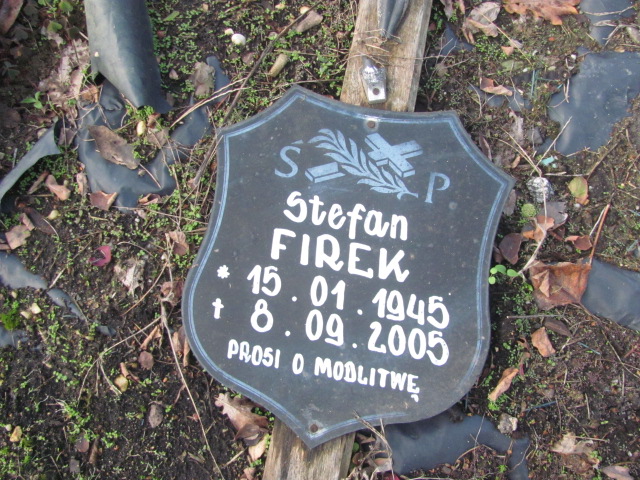 Ś P
Stefan
FIREK
* 15.01.1945
† 8.09.2005
PROSI O MODLITWĘ